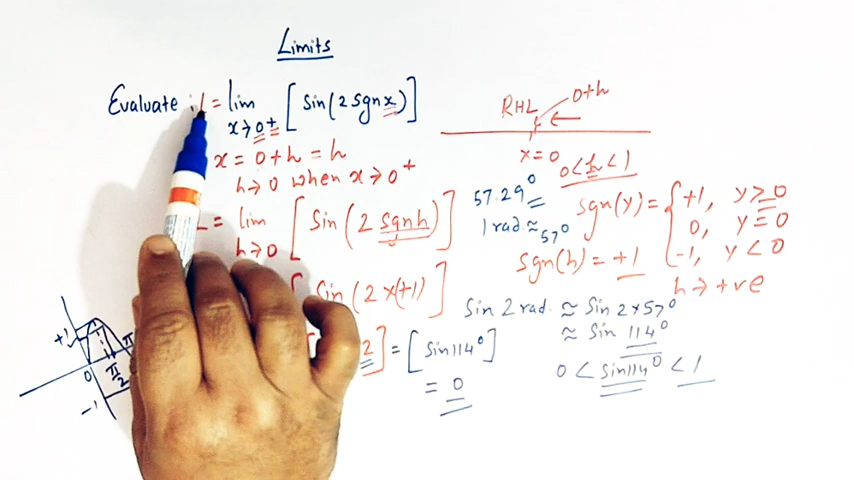 Limits
Evaluate : L = lim x→0+ [sin(2 sgn x)]
RHL 0+h
x = 0
0 < h < 1
x = 0+h = h
h→0 when x→0+
57.29°
1 rad. ≈ 57°
sgn(y) = { +1, y > 0
0, y = 0
-1, y < 0
L = lim h→0 [sin(2 sgn h)]
sgn(h) = +1
h→+ve
[sin(2×(+1)]
Sin 2 rad. ≈ Sin 2×57°
≈ Sin 114°
2] = [sin114°]
= 0
0 < sin114° < 1
+1
0 π/2 π
-1